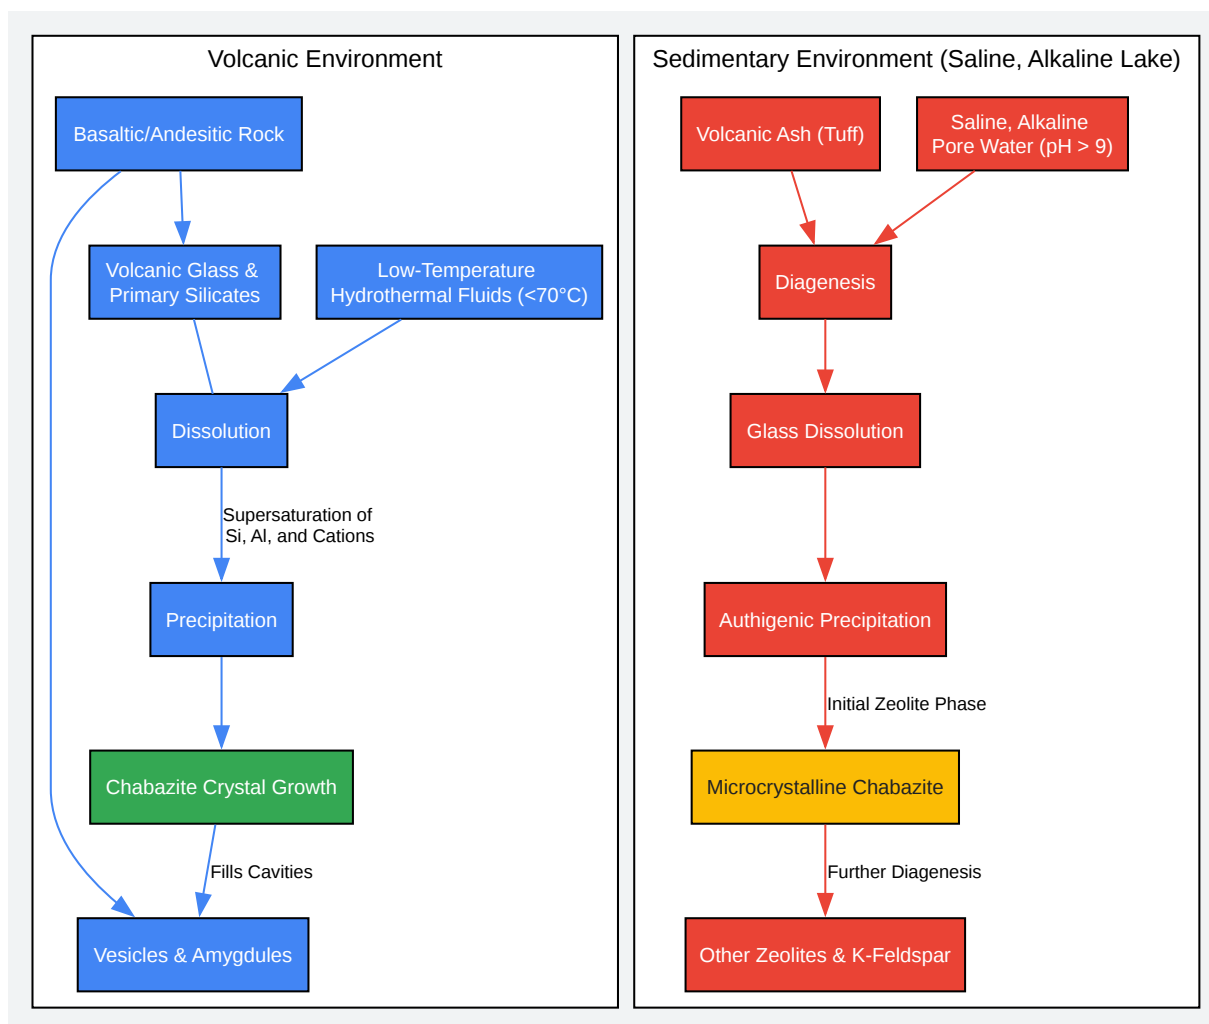 Volcanic Environment
Basaltic/Andesitic Rock
Volcanic Glass &
Primary Silicates
Low-Temperature
Hydrothermal Fluids (<70°C)
Dissolution
Supersaturation of
Si, Al, and Cations
Precipitation
Chabazite Crystal Growth
Fills Cavities
Vesicles & Amygdules
Sedimentary Environment (Saline, Alkaline Lake)
Volcanic Ash (Tuff)
Saline, Alkaline
Pore Water (pH > 9)
Diagenesis
Glass Dissolution
Authigenic Precipitation
Initial Zeolite Phase
Microcrystalline Chabazite
Further Diagenesis
Other Zeolites & K-Feldspar